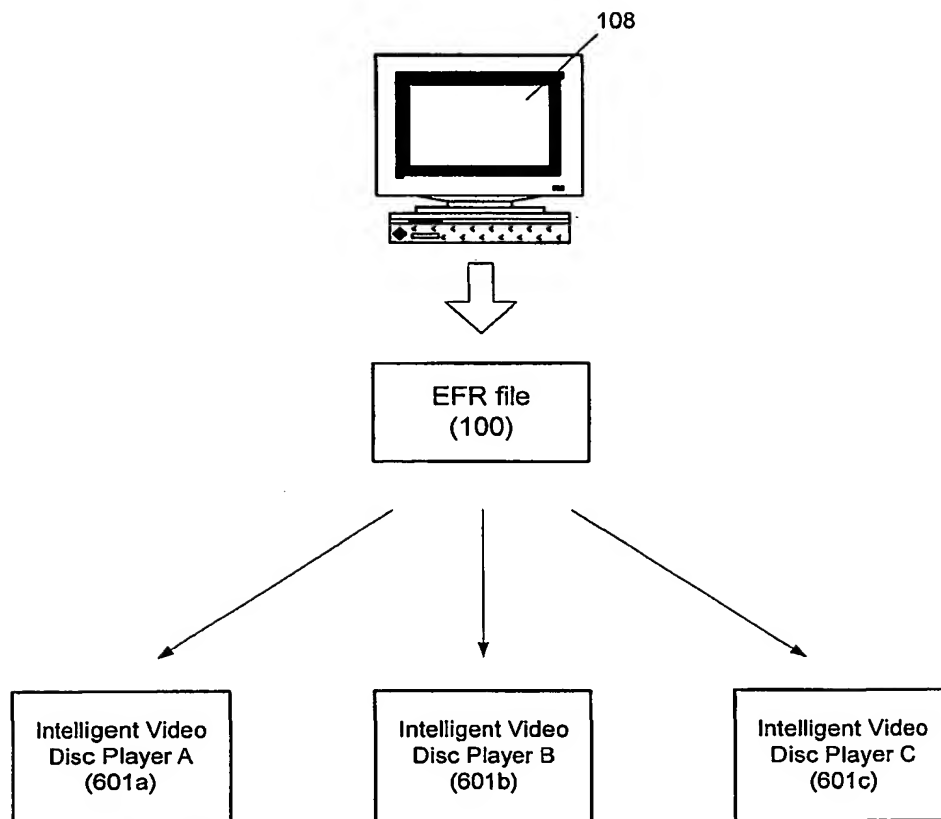 108
EFR file
(100)
Intelligent Video
Disc Player A
(601a)
Intelligent Video
Disc Player B
(601b)
Intelligent Video
Disc Player C
(601c)